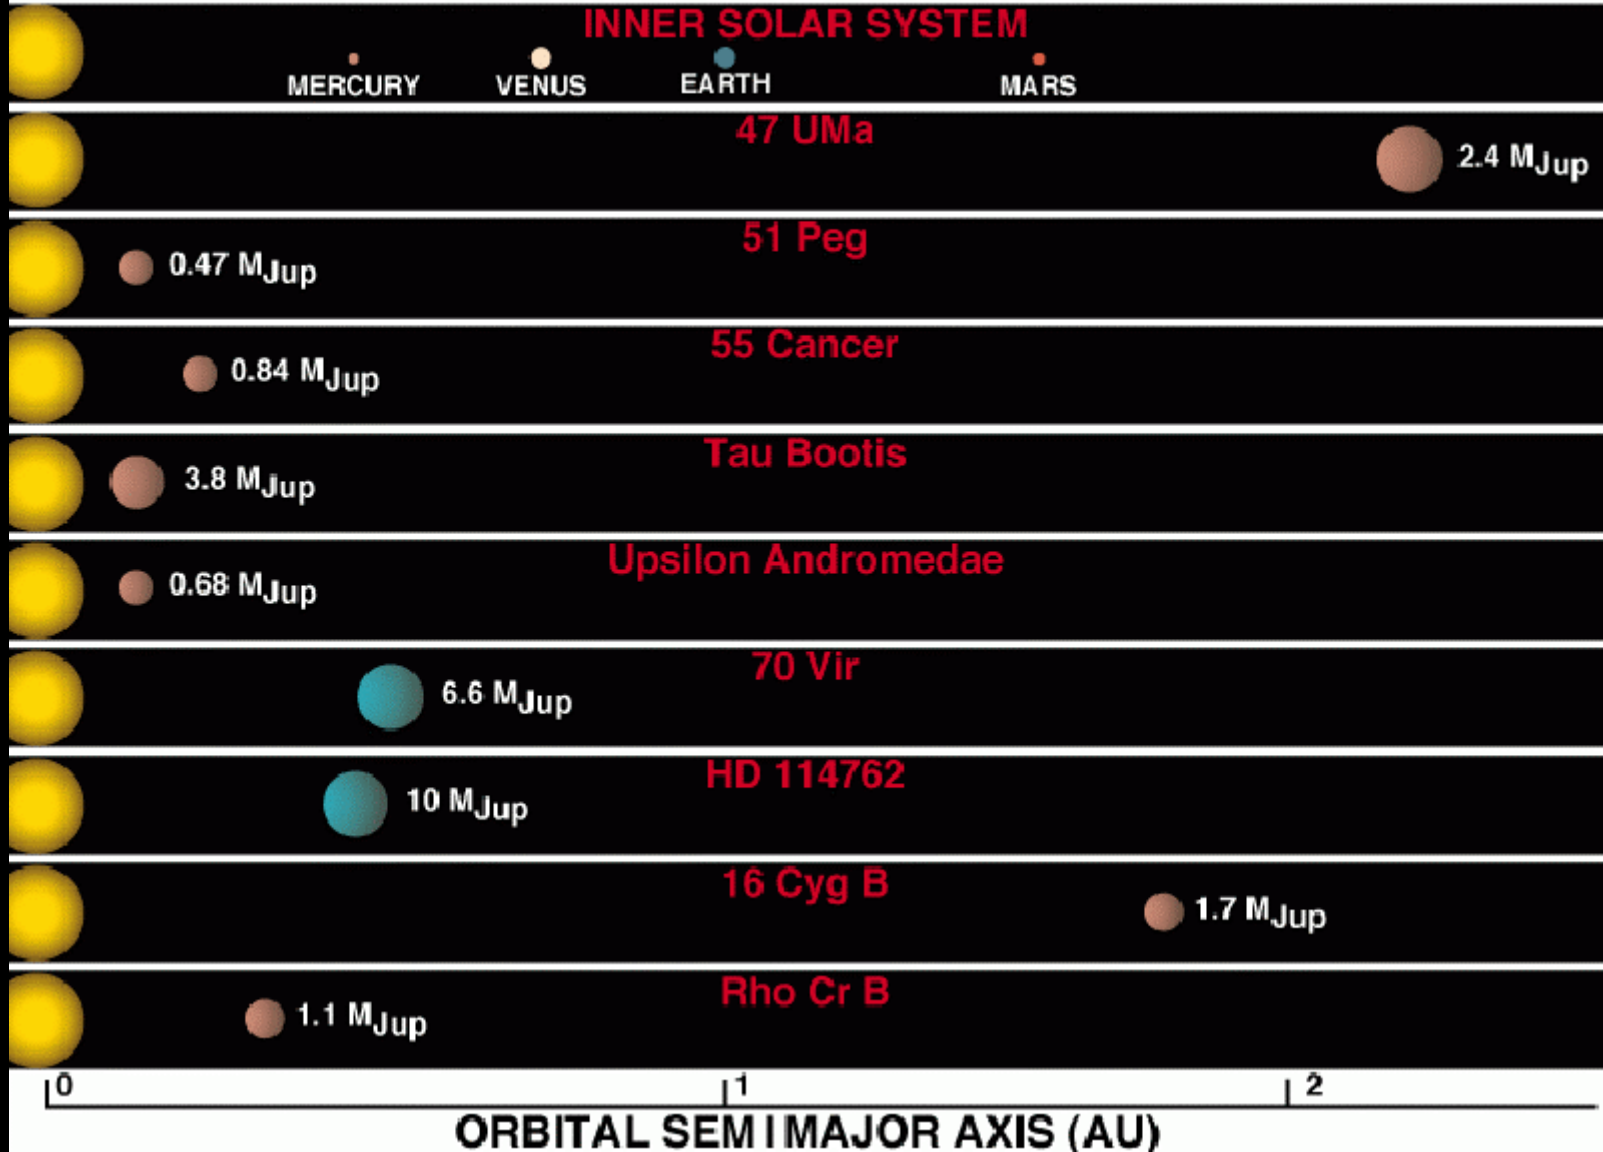 INNER SOLAR SYSTEM
MERCURY VENUS EARTH MARS
47 UMa
2.4 MJup
51 Peg
0.47 MJup
55 Cancer
0.84 MJup
Tau Bootis
3.8 MJup
Upsilon Andromedae
0.68 MJup
70 Vir
6.6 MJup
HD 114762
10 MJup
16 Cyg B
1.7 MJup
Rho Cr B
1.1 MJup
0 1 2
ORBITAL SEMIMAJOR AXIS (AU)